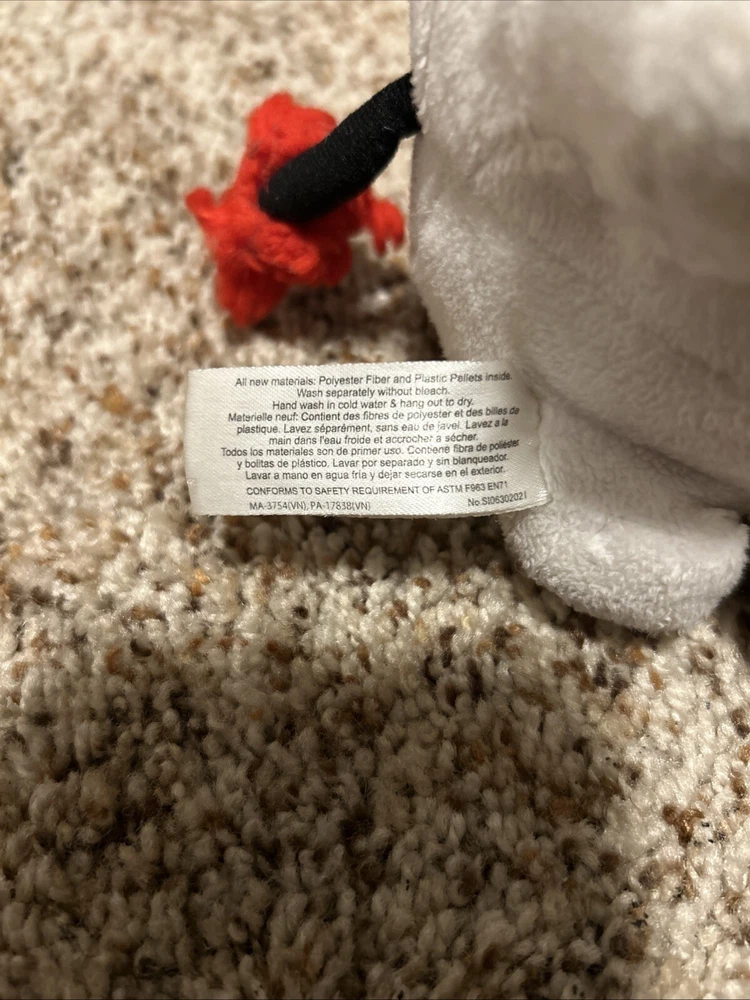 All new materials: Polyester Fiber and Plastic Pellets inside.
Wash separately without bleach.
Hand wash in cold water & hang out to dry.
Materielle neuf: Contient des fibres de polyester et des billes de
plastique. Lavez séparément, sans eau de javel. Lavez a la
main dans l'eau froide et accrocher a sécher.
Todos los materiales son de primer uso. Contiene fibra de poliéster
y bolitas de plástico. Lavar por separado y sin blanqueador.
Lavar a mano en agua fria y dejar secarse en el exterior.
CONFORMS TO SAFETY REQUIREMENT OF ASTM F963 EN71
MA-3754(VN), PA-17838(VN) No.SI06302021